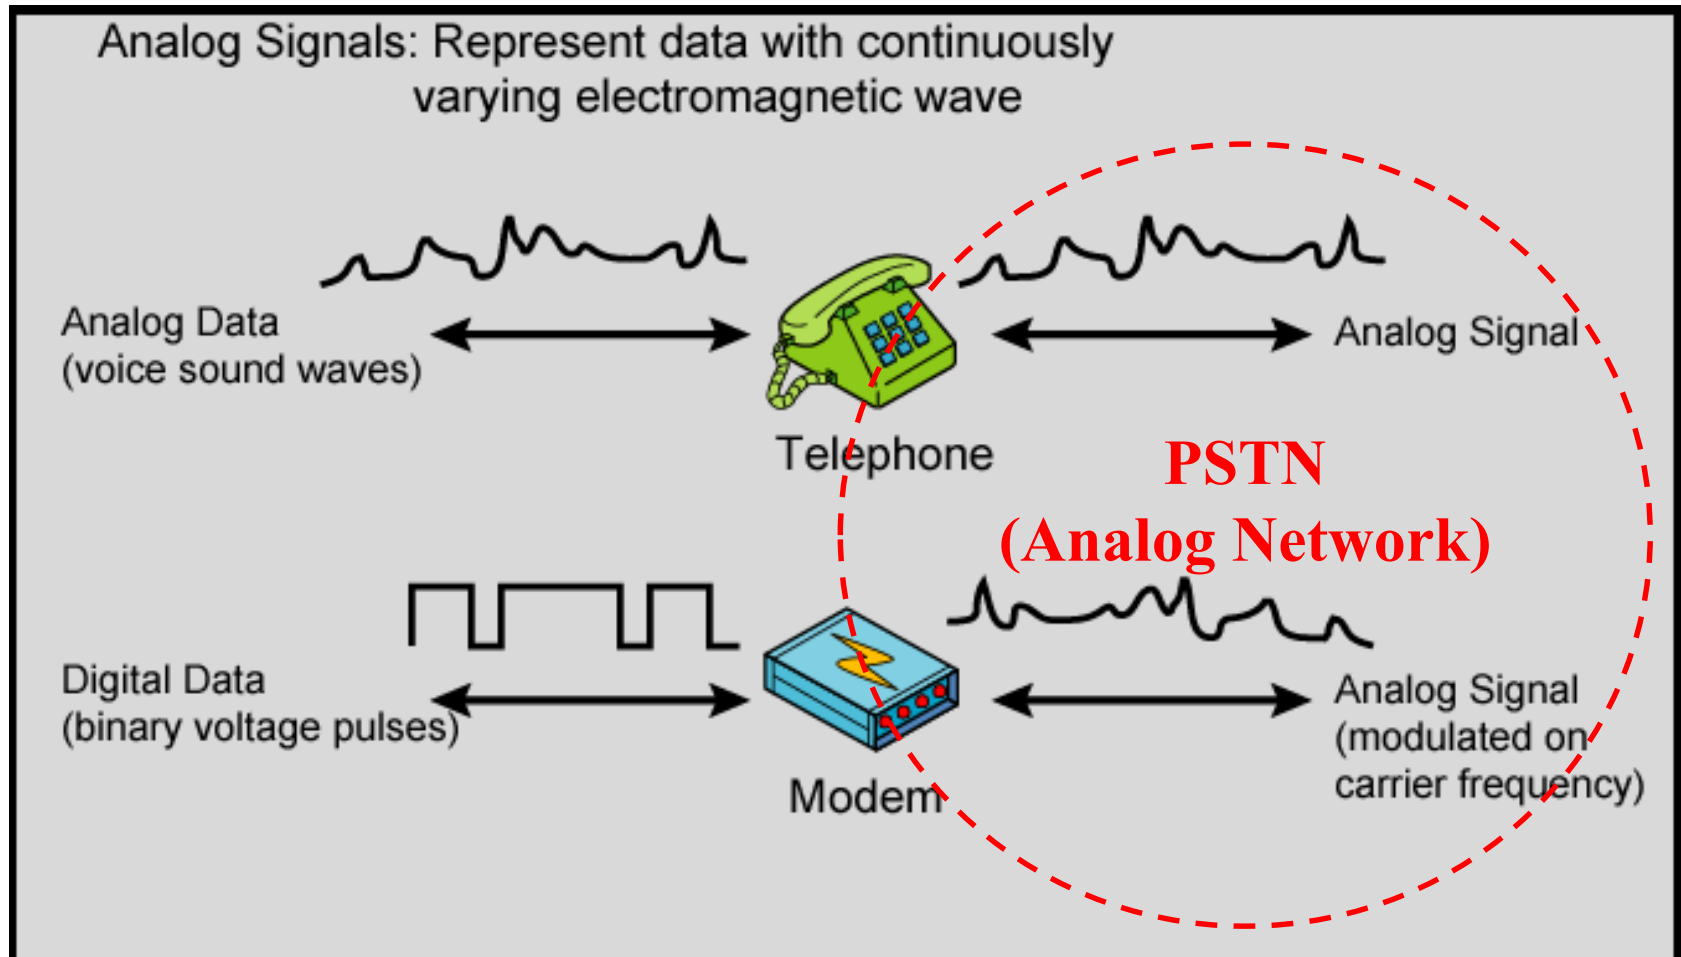 Analog Signals: Represent data with continuously
varying electromagnetic wave
Analog Data
(voice sound waves)
Telephone
Analog Signal
PSTN
(Analog Network)
Digital Data
(binary voltage pulses)
Modem
Analog Signal
(modulated on
carrier frequency)